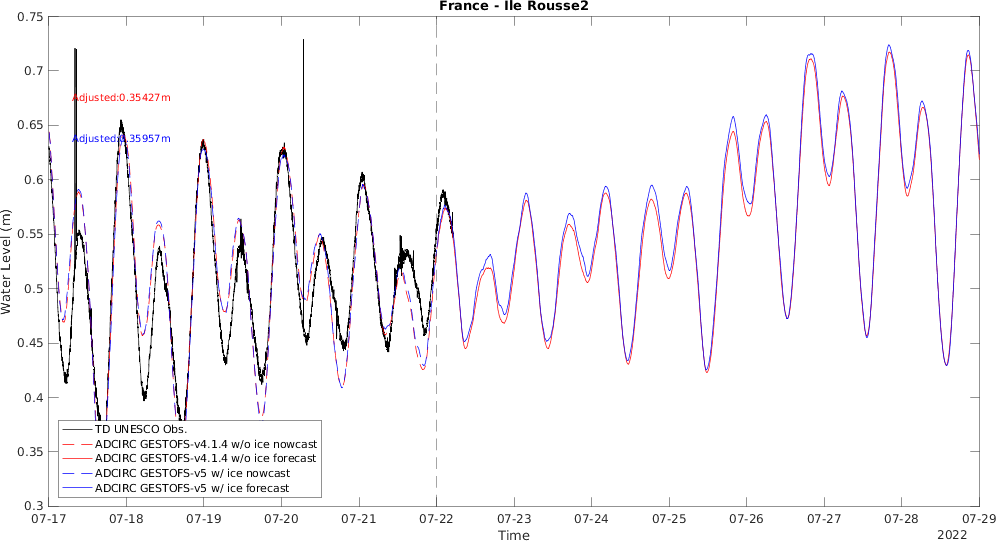 France - Ile Rousse2
Water Level (m)
0.75
0.7
0.65
0.6
0.55
0.5
0.45
0.4
0.35
0.3
Adjusted:0.35427m
Adjusted:0.35957m
TD UNESCO Obs.
ADCIRC GESTOFS-v4.1.4 w/o ice nowcast
ADCIRC GESTOFS-v4.1.4 w/o ice forecast
ADCIRC GESTOFS-v5 w/ ice nowcast
ADCIRC GESTOFS-v5 w/ ice forecast
07-17 07-18 07-19 07-20 07-21 07-22 07-23 07-24 07-25 07-26 07-27 07-28 07-29
Time
2022